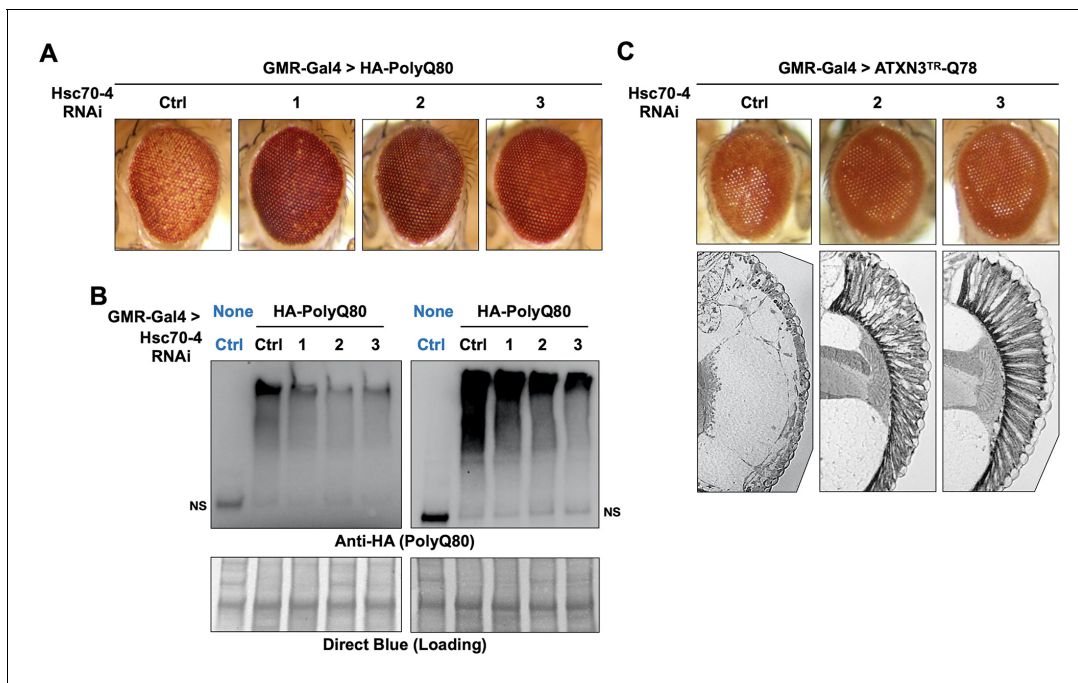 A
GMR-Gal4 > HA-PolyQ80
Hsc70-4 RNAi
Ctrl 1 2 3
B
GMR-Gal4 >
None HA-PolyQ80 None HA-PolyQ80
Hsc70-4 RNAi
Ctrl Ctrl 1 2 3 Ctrl Ctrl 1 2 3
NS NS
Anti-HA (PolyQ80)
Direct Blue (Loading)
C
GMR-Gal4 > ATXN3ᵀᴿ-Q78
Hsc70-4 RNAi
Ctrl 2 3